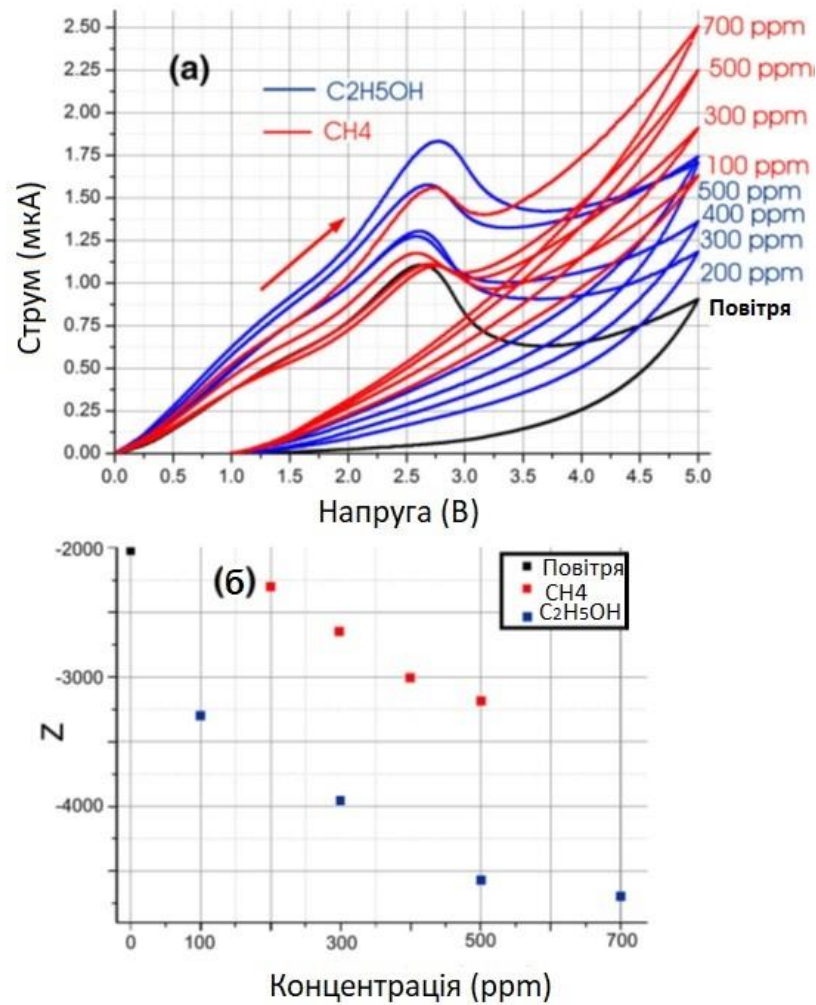 (а)
C2H5OH
CH4
2.50
2.25
2.00
1.75
1.50
1.25
1.00
0.75
0.50
0.25
0.00
Струм (мкА)
700 ppm
500 ppm
300 ppm
100 ppm
500 ppm
400 ppm
300 ppm
200 ppm
Повітря
0.0 0.5 1.0 1.5 2.0 2.5 3.0 3.5 4.0 4.5 5.0
Напруга (В)
(б)
Повітря
CH4
C2H5OH
-2000
-3000
-4000
Z
0 100 300 500 700
Концентрація (ppm)